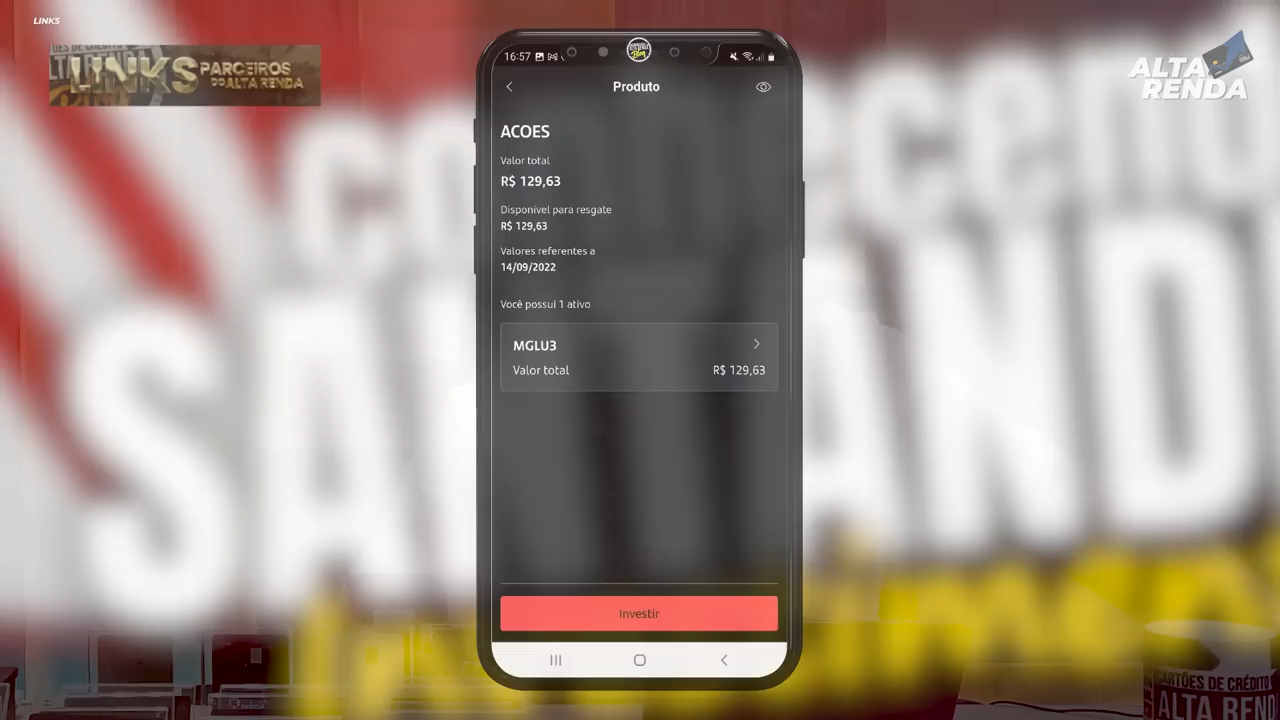 LINKS
LINKS PARCEIROS
DO ALTA RENDA
ALTA
RENDA
16:57
Produto
ACOES
Valor total
R$ 129,63
Disponível para resgate
R$ 129,63
Valores referentes a
14/09/2022
Você possui 1 ativo
MGLU3
Valor total R$ 129,63
Investir
CARTÕES DE CRÉDITO
ALTA RENDA